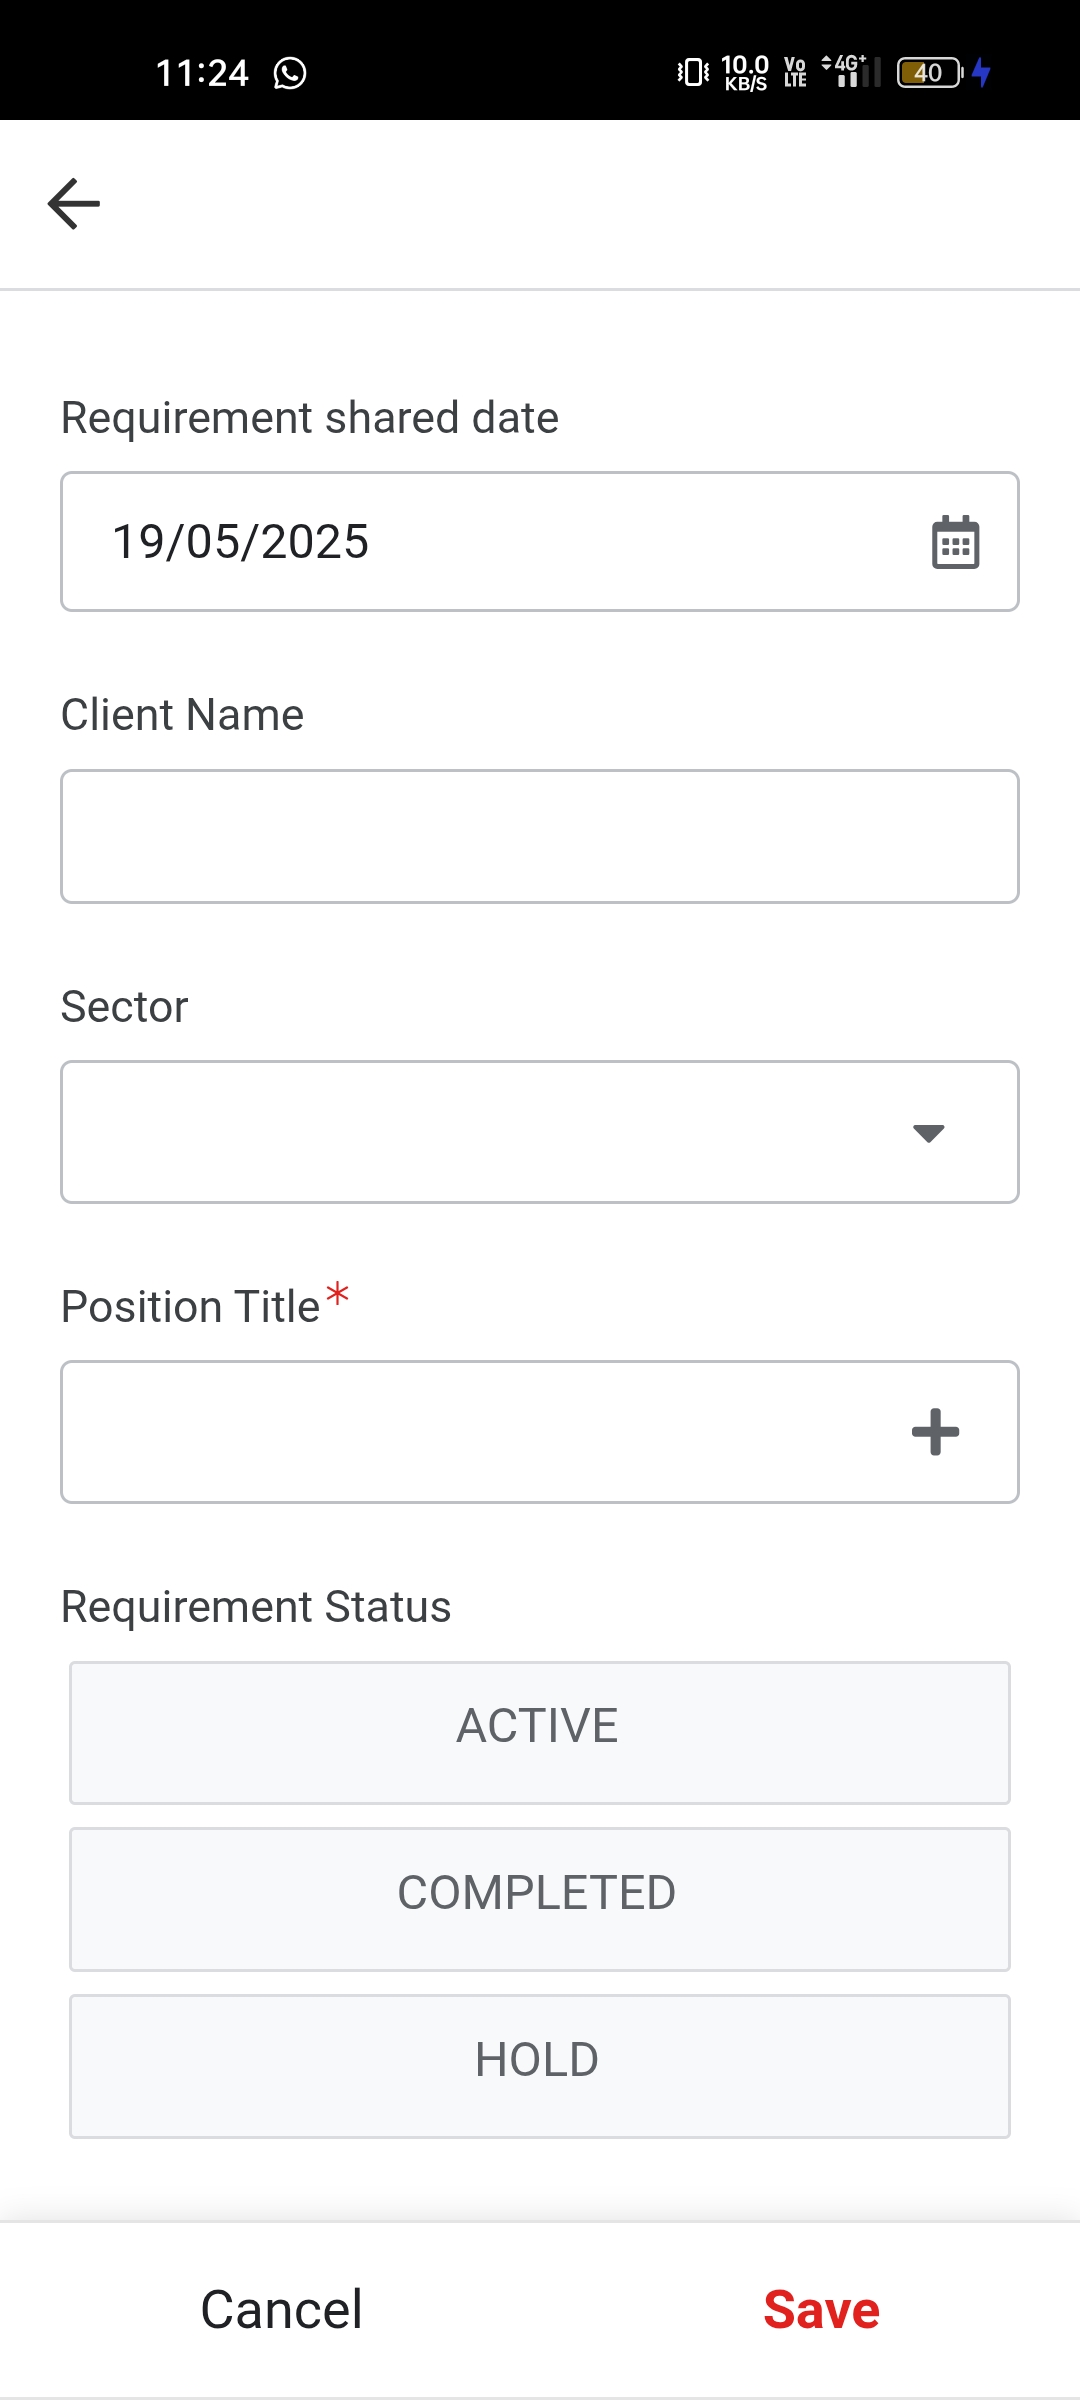 11:24 10.0 KB/S Vo LTE 4G+ 40
Requirement shared date
19/05/2025
Client Name
Sector
Position Title*
Requirement Status
ACTIVE
COMPLETED
HOLD
Cancel Save